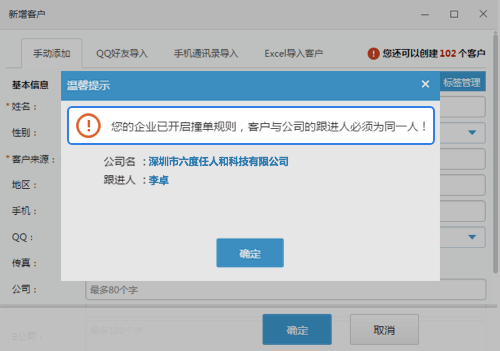 新增客户
手动添加 QQ好友导入 手机通讯录导入 Excel导入客户 您还可以创建 102 个客户
基本信息 标签管理
温馨提示
*姓名：
您的企业已开启撞单规则，客户与公司的跟进人必须为同一人！
性别：
*客户来源：
公司名 ：深圳市六度任人和科技有限公司
地区：
跟进人 ：李卓
手机：
QQ：
确定
传真：
公司： 最多80个字
确定 取消